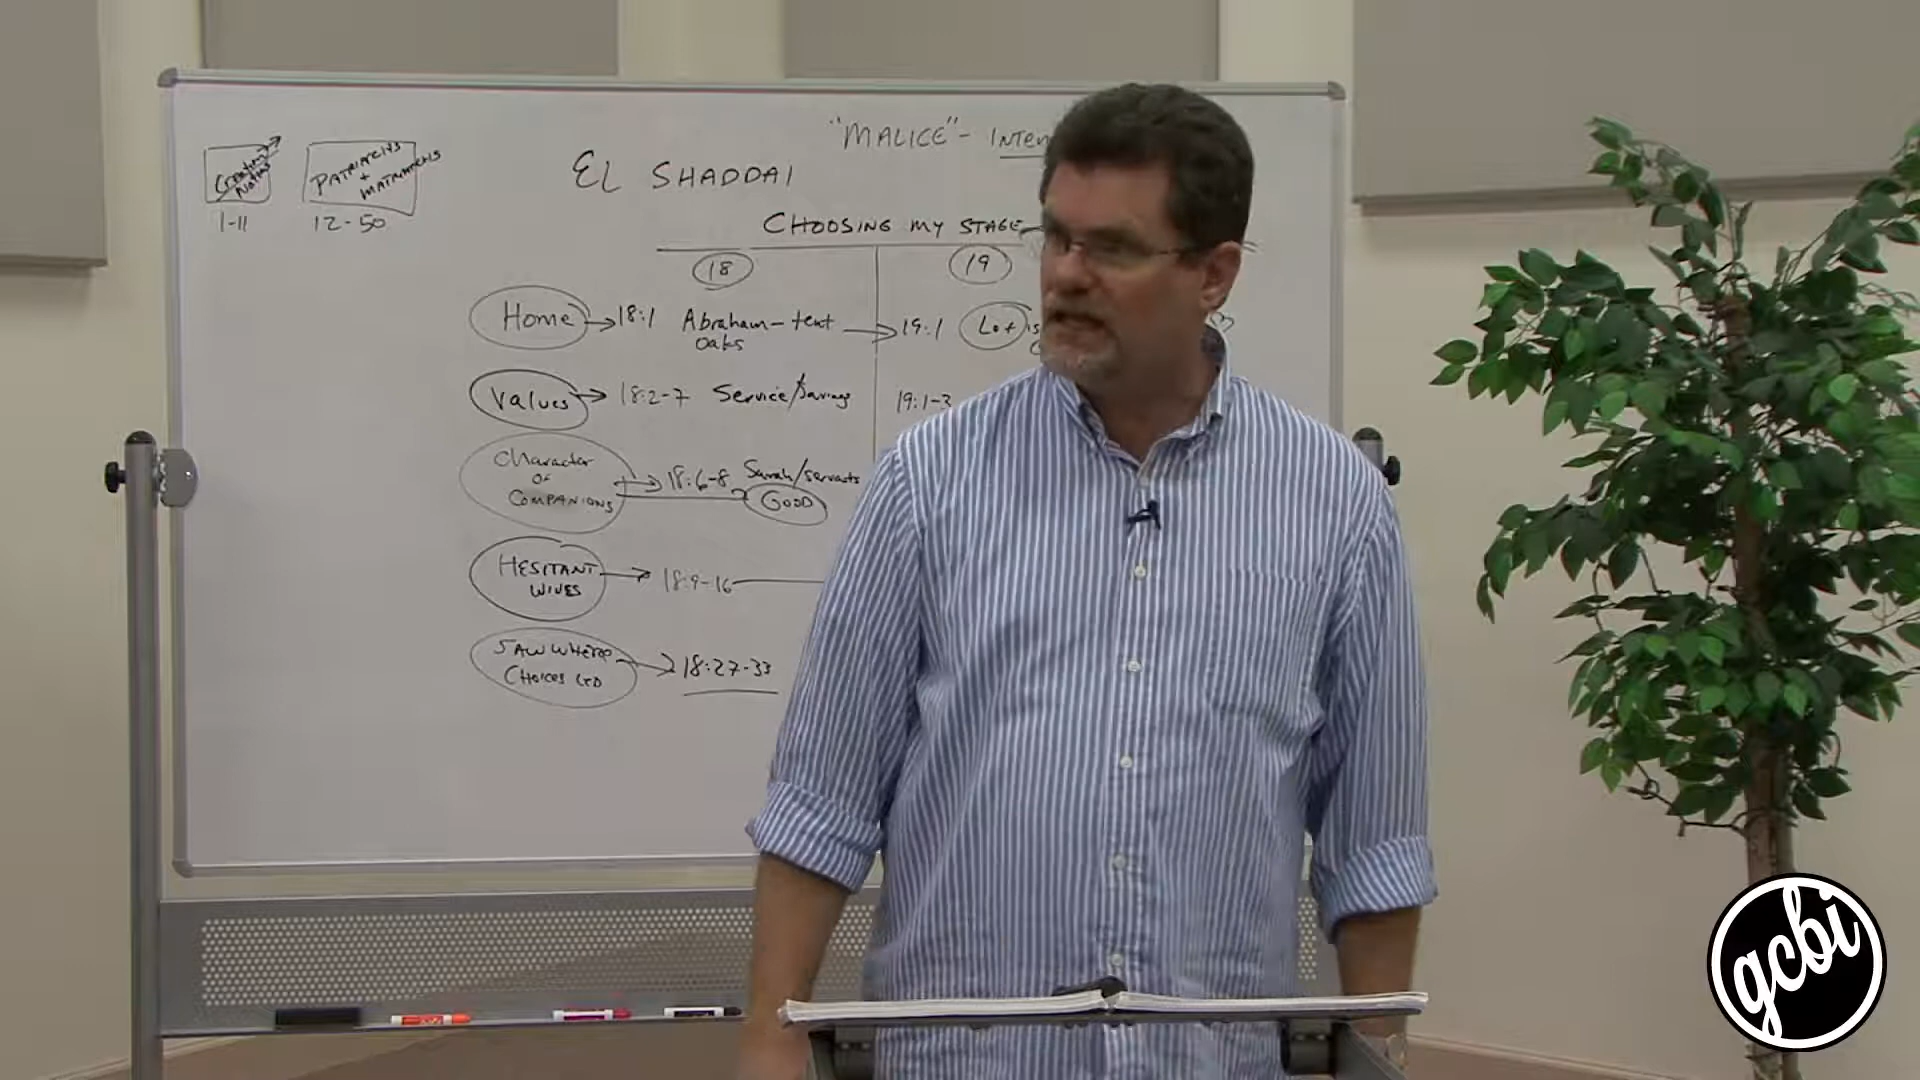 "MALICE"- INTEN
EL SHADDAI
Creation
Nations
1-11
PATRIARCHS
+
MATRIARCHS
12-50
CHOOSING MY STAGE
18
19
Home
18:1 Abraham-tent
Oaks
19:1 Lot is
Values
18:2-7 Service/
19:1-3
Character
OF
COMPANIONS
18:6-8 Sarah/servants
GOOD
HESITANT
WIVES
18:9-16
SAW WHERE
CHOICES LED
18:27-33
gcbi